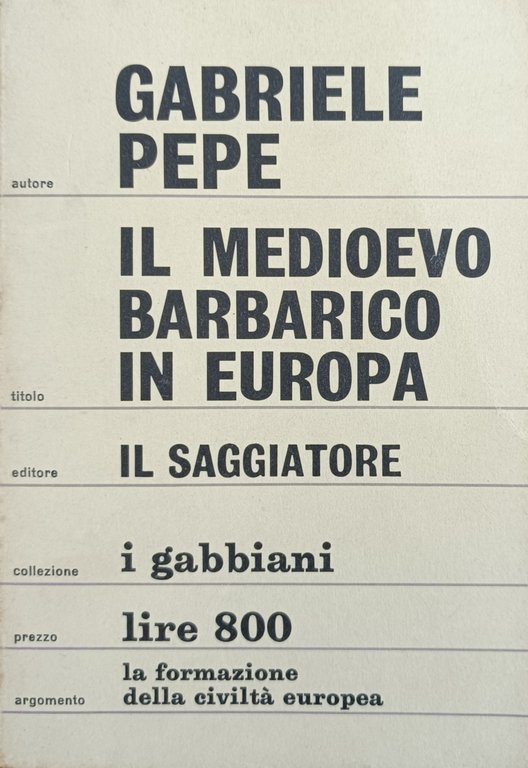 GABRIELE
autore PEPE
IL MEDIOEVO
BARBARICO
titolo IN EUROPA
editore IL SAGGIATORE
collezione i gabbiani
prezzo lire 800
la formazione
argomento della civiltà europea